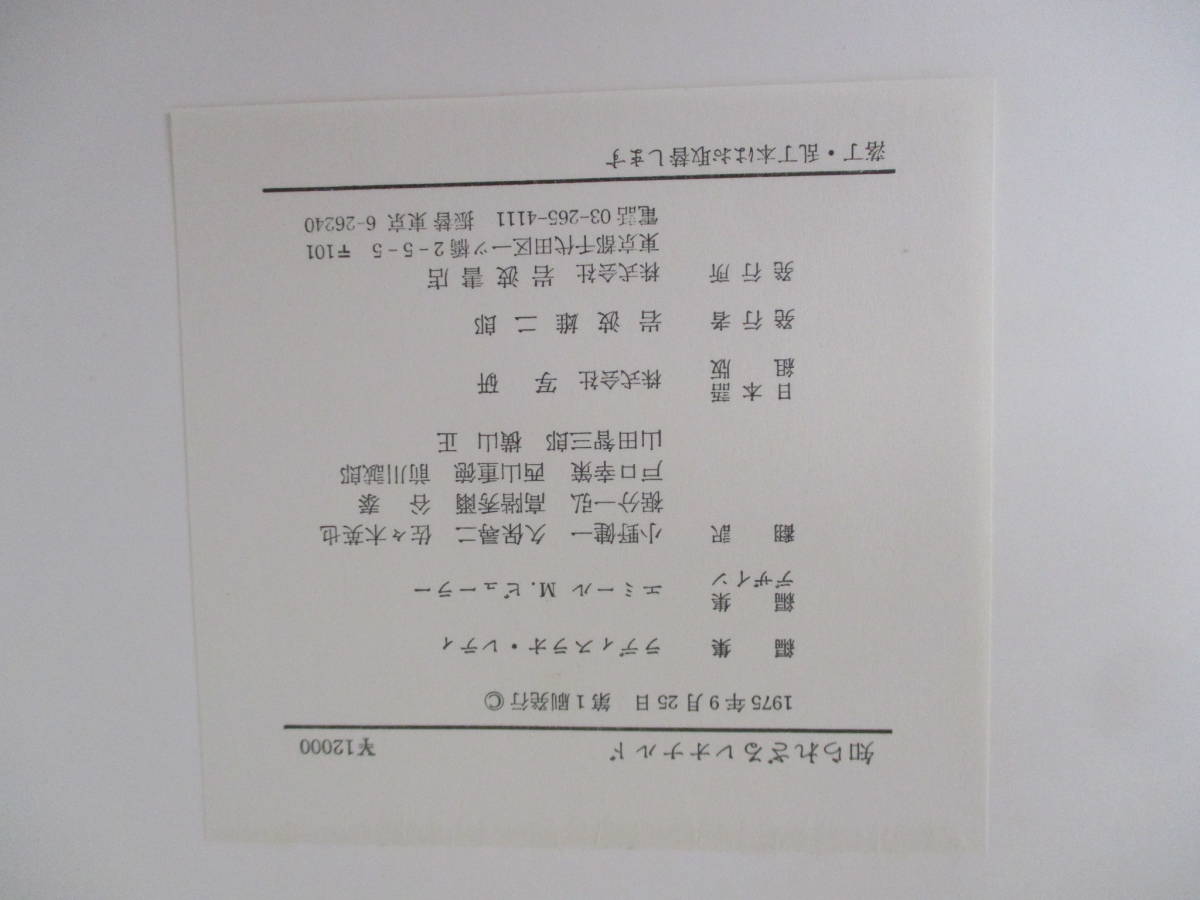 知られざるレオナルド ¥12000
1975年9月25日 第1刷発行©
編集 ラディスラオ・レティ
編集デザイン エミール M.ビューラー
翻訳 小野健一 久保尋二 佐々木英也
裾分一弘 高階秀爾 谷 泰
戸口幸策 西山重徳 前川誠郎
山田智三郎 横山 正
日本語組版 株式会社 写 研
発行者 岩波雄二郎
発行所 株式会社 岩波書店
東京都千代田区一ツ橋2-5-5 〒101
電話 03-265-4111 振替 東京 6-26240
落丁・乱丁本はお取替します